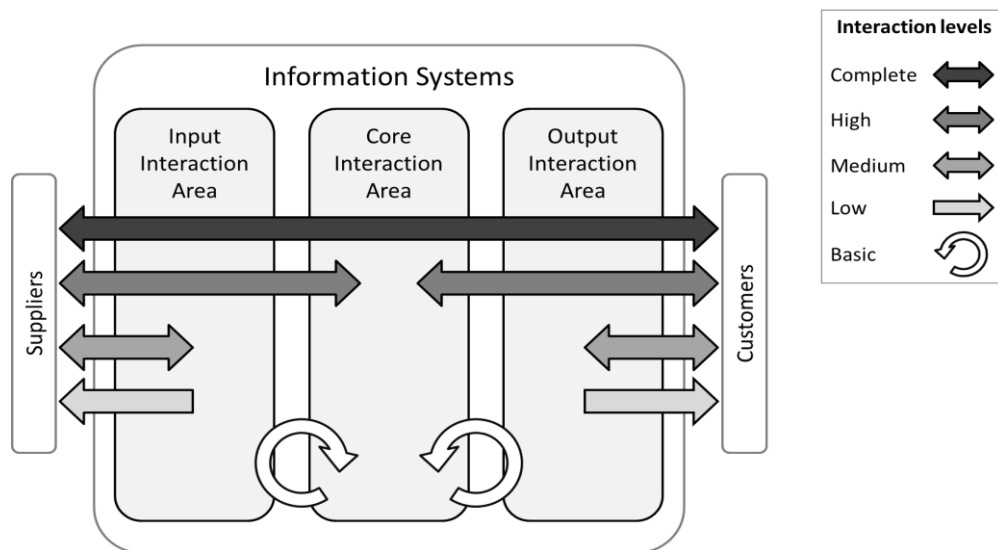 Information Systems
Input
Interaction
Area
Core
Interaction
Area
Output
Interaction
Area
Suppliers
Customers
Interaction levels
Complete
High
Medium
Low
Basic